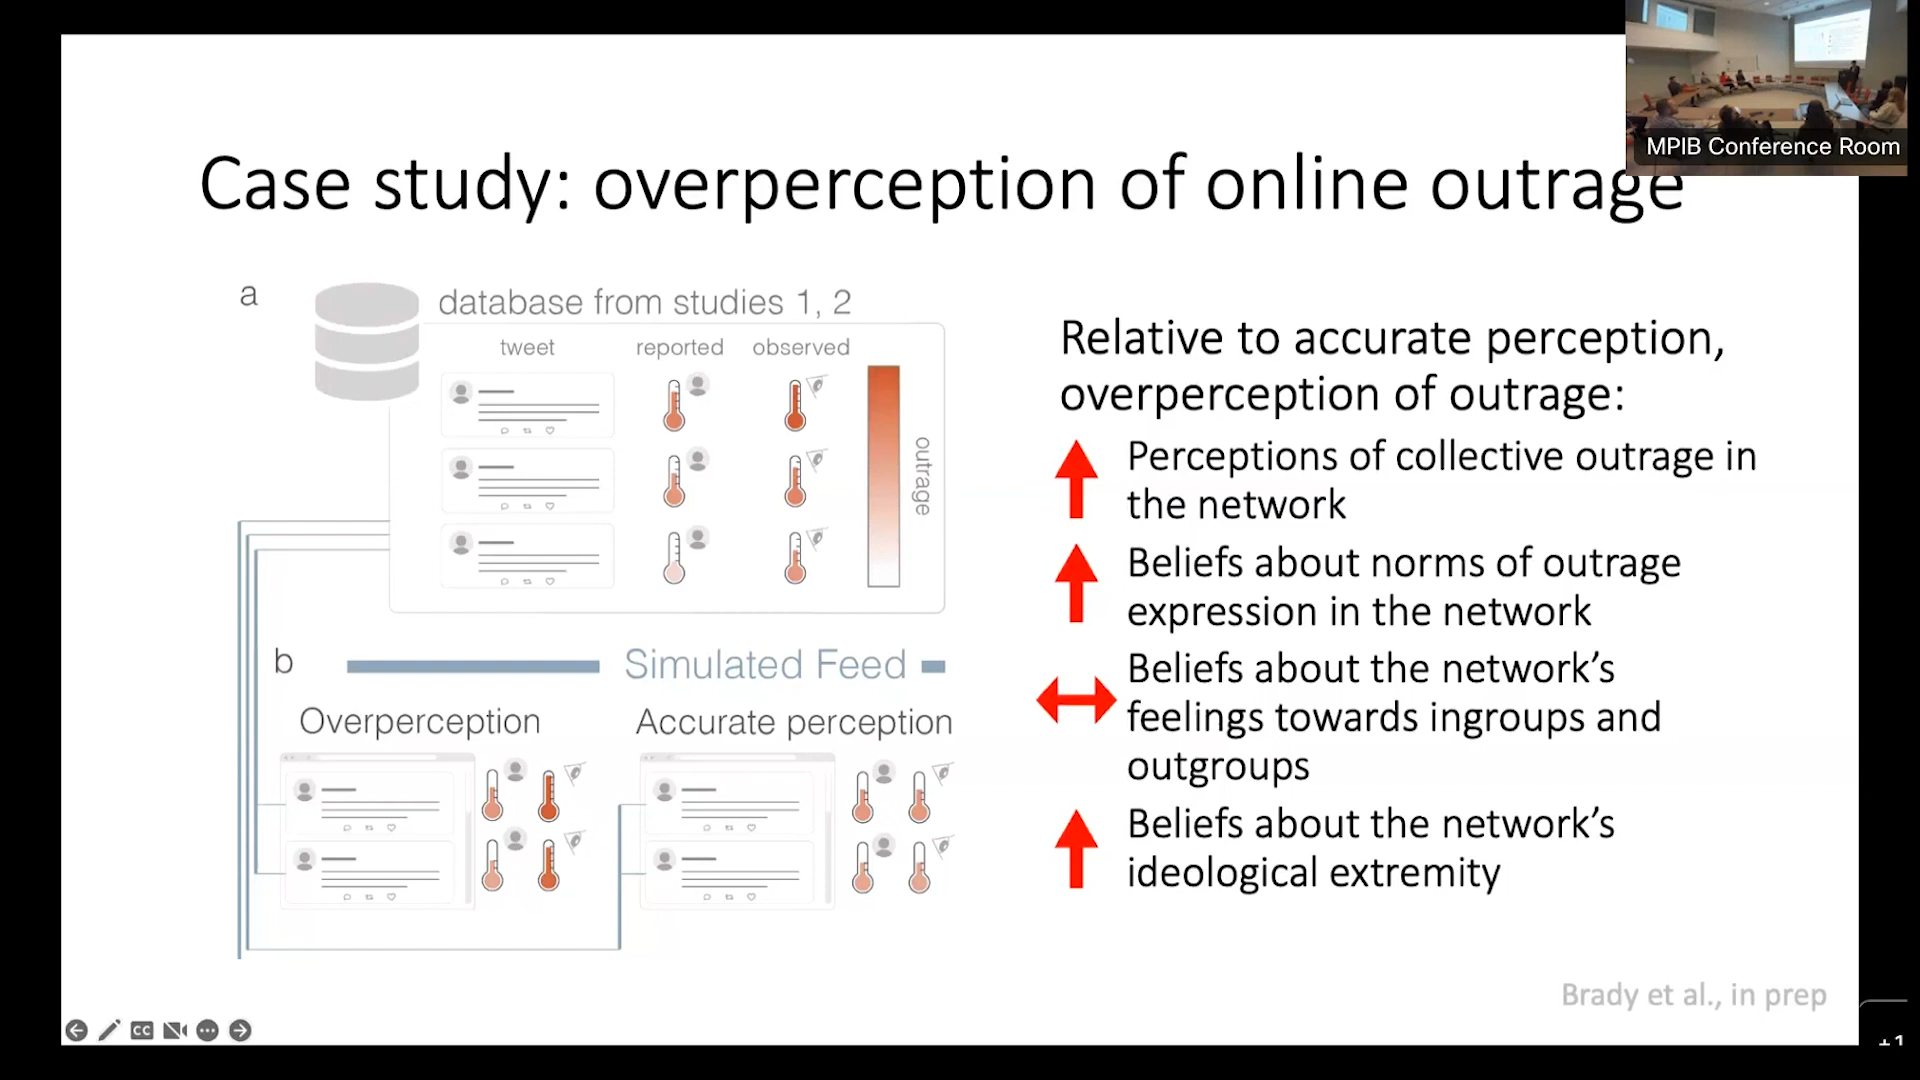 MPIB Conference Room
Case study: overperception of online outrage
a
database from studies 1, 2
tweet
reported
observed
outrage
b
Simulated Feed
Overperception
Accurate perception
Relative to accurate perception,
overperception of outrage:
Perceptions of collective outrage in
the network
Beliefs about norms of outrage
expression in the network
Beliefs about the network’s
feelings towards ingroups and
outgroups
Beliefs about the network’s
ideological extremity
Brady et al., in prep
CC
+1